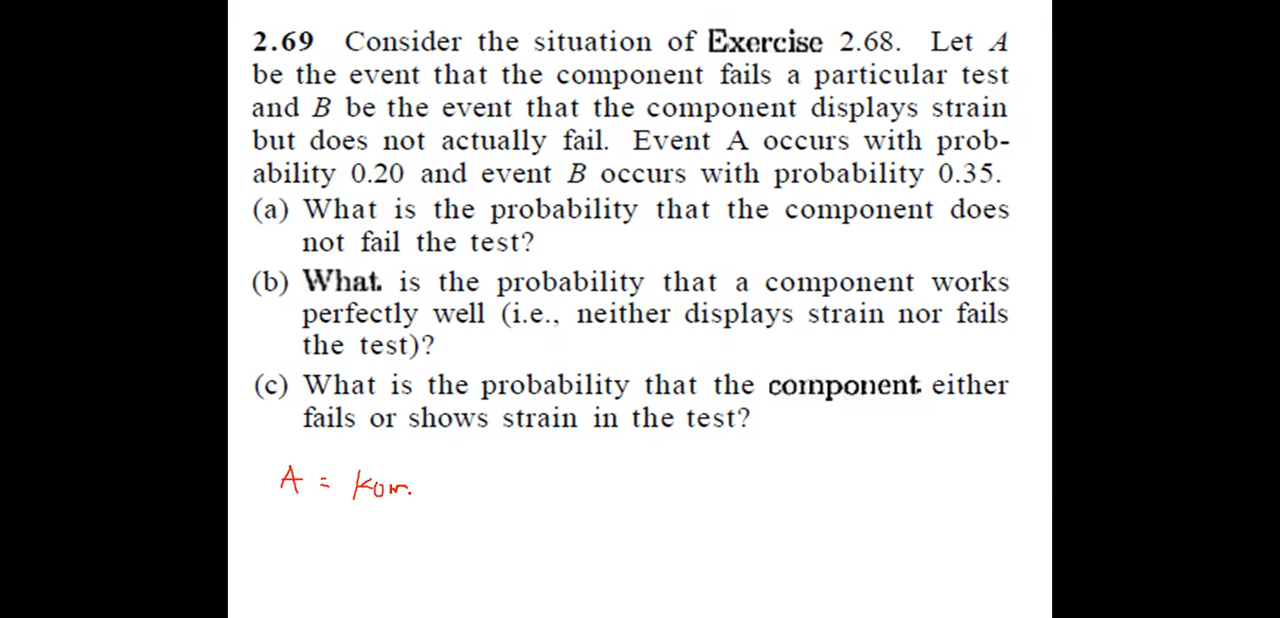 2.69 Consider the situation of Exercise 2.68. Let A
be the event that the component fails a particular test
and B be the event that the component displays strain
but does not actually fail. Event A occurs with prob-
ability 0.20 and event B occurs with probability 0.35.
(a) What is the probability that the component does
not fail the test?
(b) What is the probability that a component works
perfectly well (i.e., neither displays strain nor fails
the test)?
(c) What is the probability that the component either
fails or shows strain in the test?
A = kom.